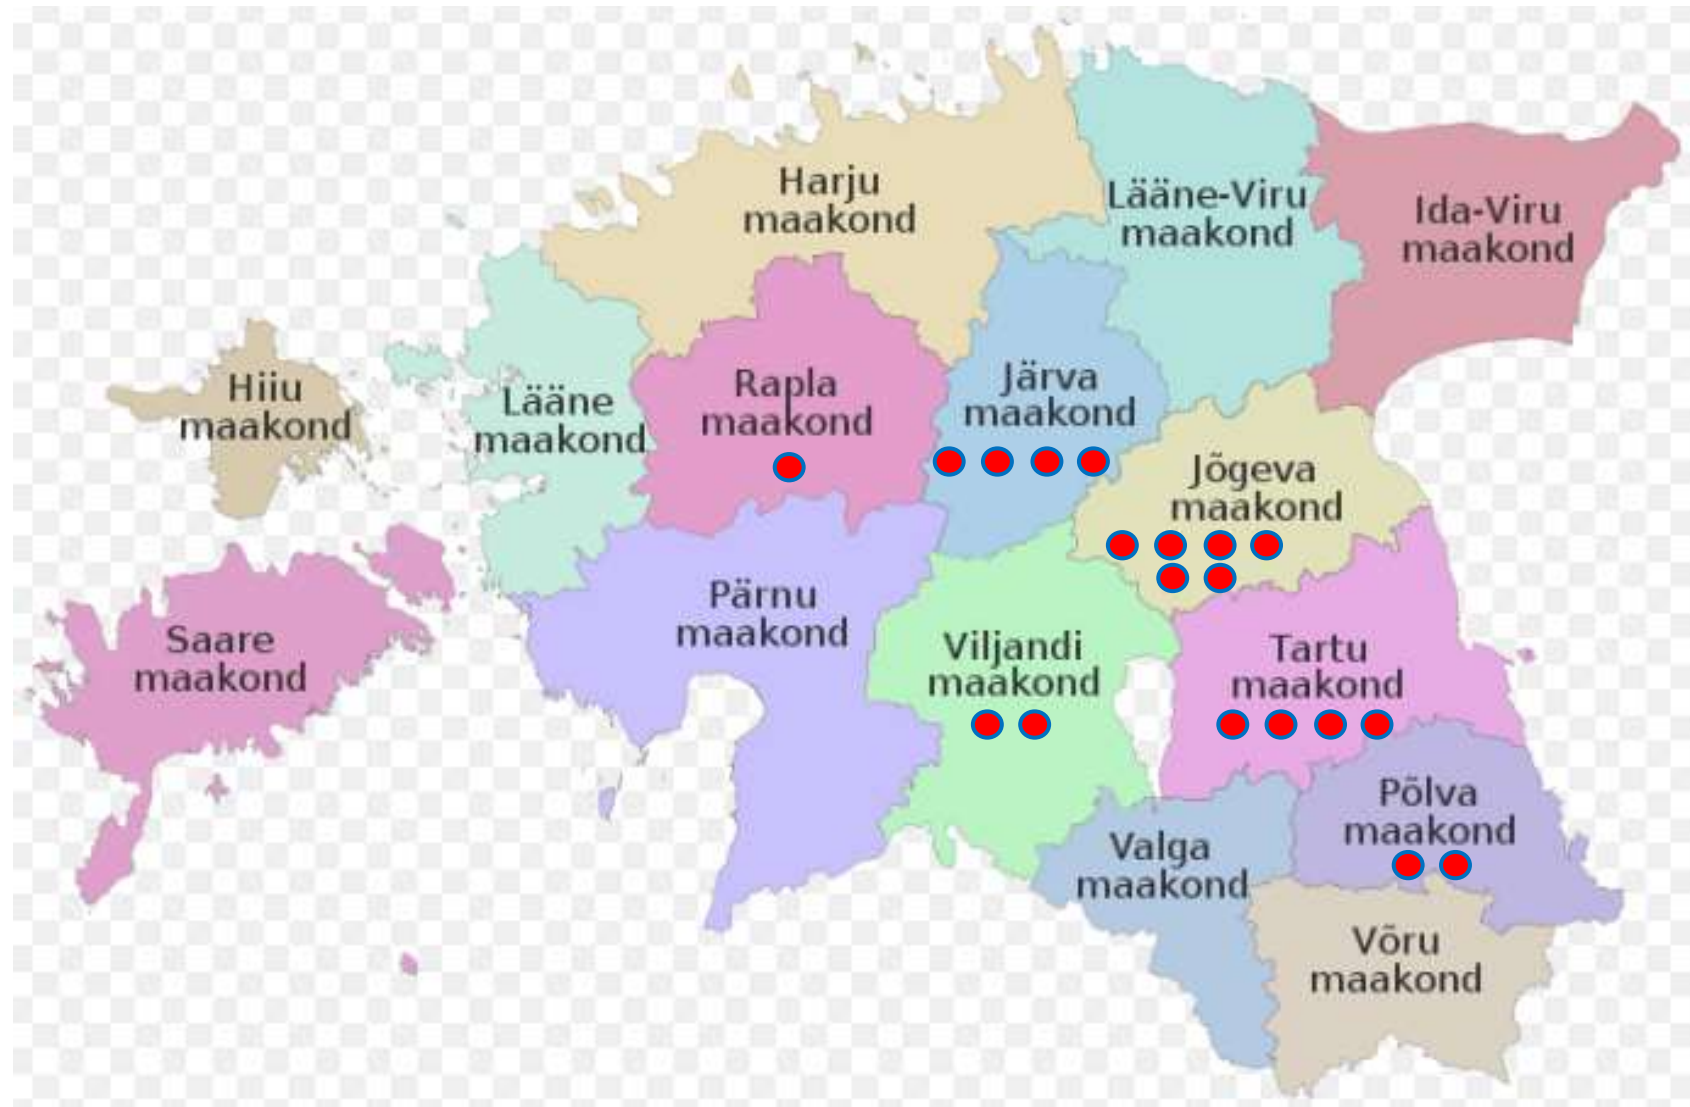 Harju
maakond
Lääne-Viru
maakond
Ida-Viru
maakond
Hiiu
maakond
Lääne
maakond
Rapla
maakond
Järva
maakond
Jõgeva
maakond
Saare
maakond
Pärnu
maakond
Viljandi
maakond
Tartu
maakond
Valga
maakond
Põlva
maakond
Võru
maakond